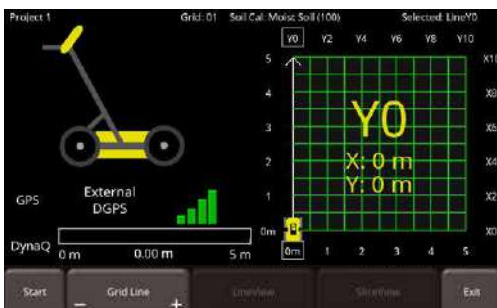 Project 1 Grid: 01 Soil Cal: Moist Soil (100) Selected: LineY0
Y0 Y2 Y4 Y6 Y8 Y10
5 X10
4 X8
3 X6
Y0
X: 0 m
2 X4
Y: 0 m
1 X2
0m X0
0m 1 2 3 4 5
GPS External DGPS
DynaQ 0 m 0.00 m 5 m
Start − Grid Line + LineView SliceView Exit